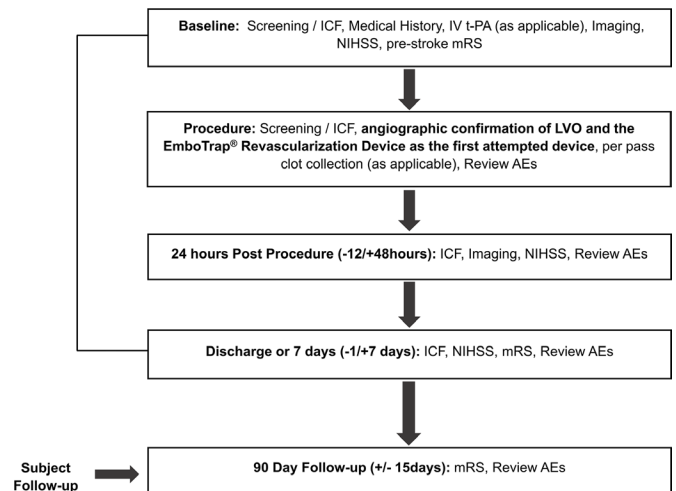 Baseline: Screening / ICF, Medical History, IV t-PA (as applicable), Imaging,
NIHSS, pre-stroke mRS
Procedure: Screening / ICF, angiographic confirmation of LVO and the
EmboTrap® Revascularization Device as the first attempted device, per pass
clot collection (as applicable), Review AEs
24 hours Post Procedure (-12/+48hours): ICF, Imaging, NIHSS, Review AEs
Discharge or 7 days (-1/+7 days): ICF, NIHSS, mRS, Review AEs
90 Day Follow-up (+/- 15days): mRS, Review AEs
Subject
Follow-up